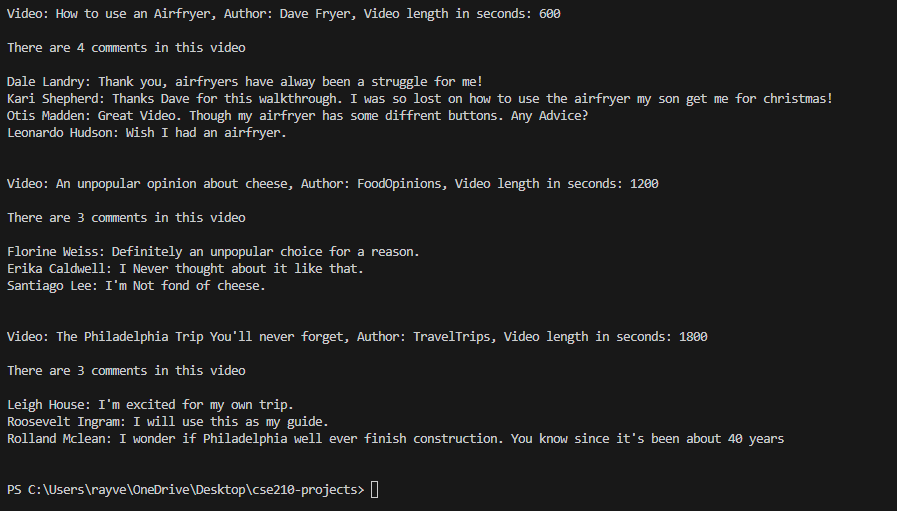 Video: How to use an Airfryer, Author: Dave Fryer, Video length in seconds: 600
There are 4 comments in this video
Dale Landry: Thank you, airfryers have alway been a struggle for me!
Kari Shepherd: Thanks Dave for this walkthrough. I was so lost on how to use the airfryer my son get me for christmas!
Otis Madden: Great Video. Though my airfryer has some diffrent buttons. Any Advice?
Leonardo Hudson: Wish I had an airfryer.
Video: An unpopular opinion about cheese, Author: FoodOpinions, Video length in seconds: 1200
There are 3 comments in this video
Florine Weiss: Definitely an unpopular choice for a reason.
Erika Caldwell: I Never thought about it like that.
Santiago Lee: I'm Not fond of cheese.
Video: The Philadelphia Trip You'll never forget, Author: TravelTrips, Video length in seconds: 1800
There are 3 comments in this video
Leigh House: I'm excited for my own trip.
Roosevelt Ingram: I will use this as my guide.
Rolland Mclean: I wonder if Philadelphia well ever finish construction. You know since it's been about 40 years
PS C:\Users\rayve\OneDrive\Desktop\cse210-projects>